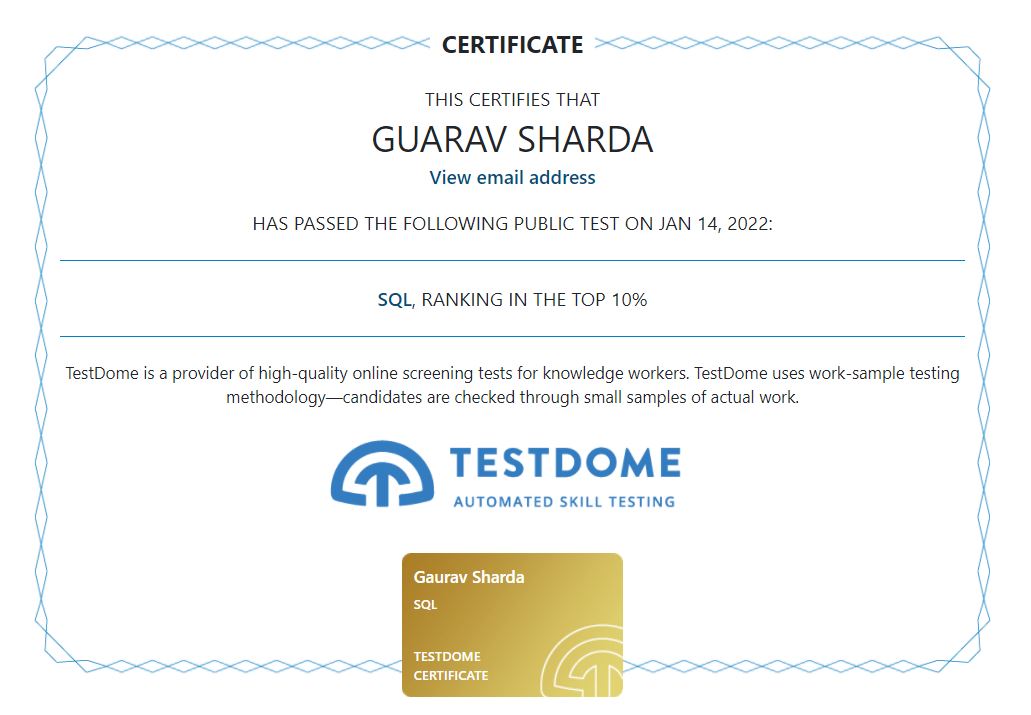 CERTIFICATE
THIS CERTIFIES THAT
GUARAV SHARDA
View email address
HAS PASSED THE FOLLOWING PUBLIC TEST ON JAN 14, 2022:
SQL, RANKING IN THE TOP 10%
TestDome is a provider of high-quality online screening tests for knowledge workers. TestDome uses work-sample testing
methodology—candidates are checked through small samples of actual work.
TESTDOME
AUTOMATED SKILL TESTING
Gaurav Sharda
SQL
TESTDOME
CERTIFICATE